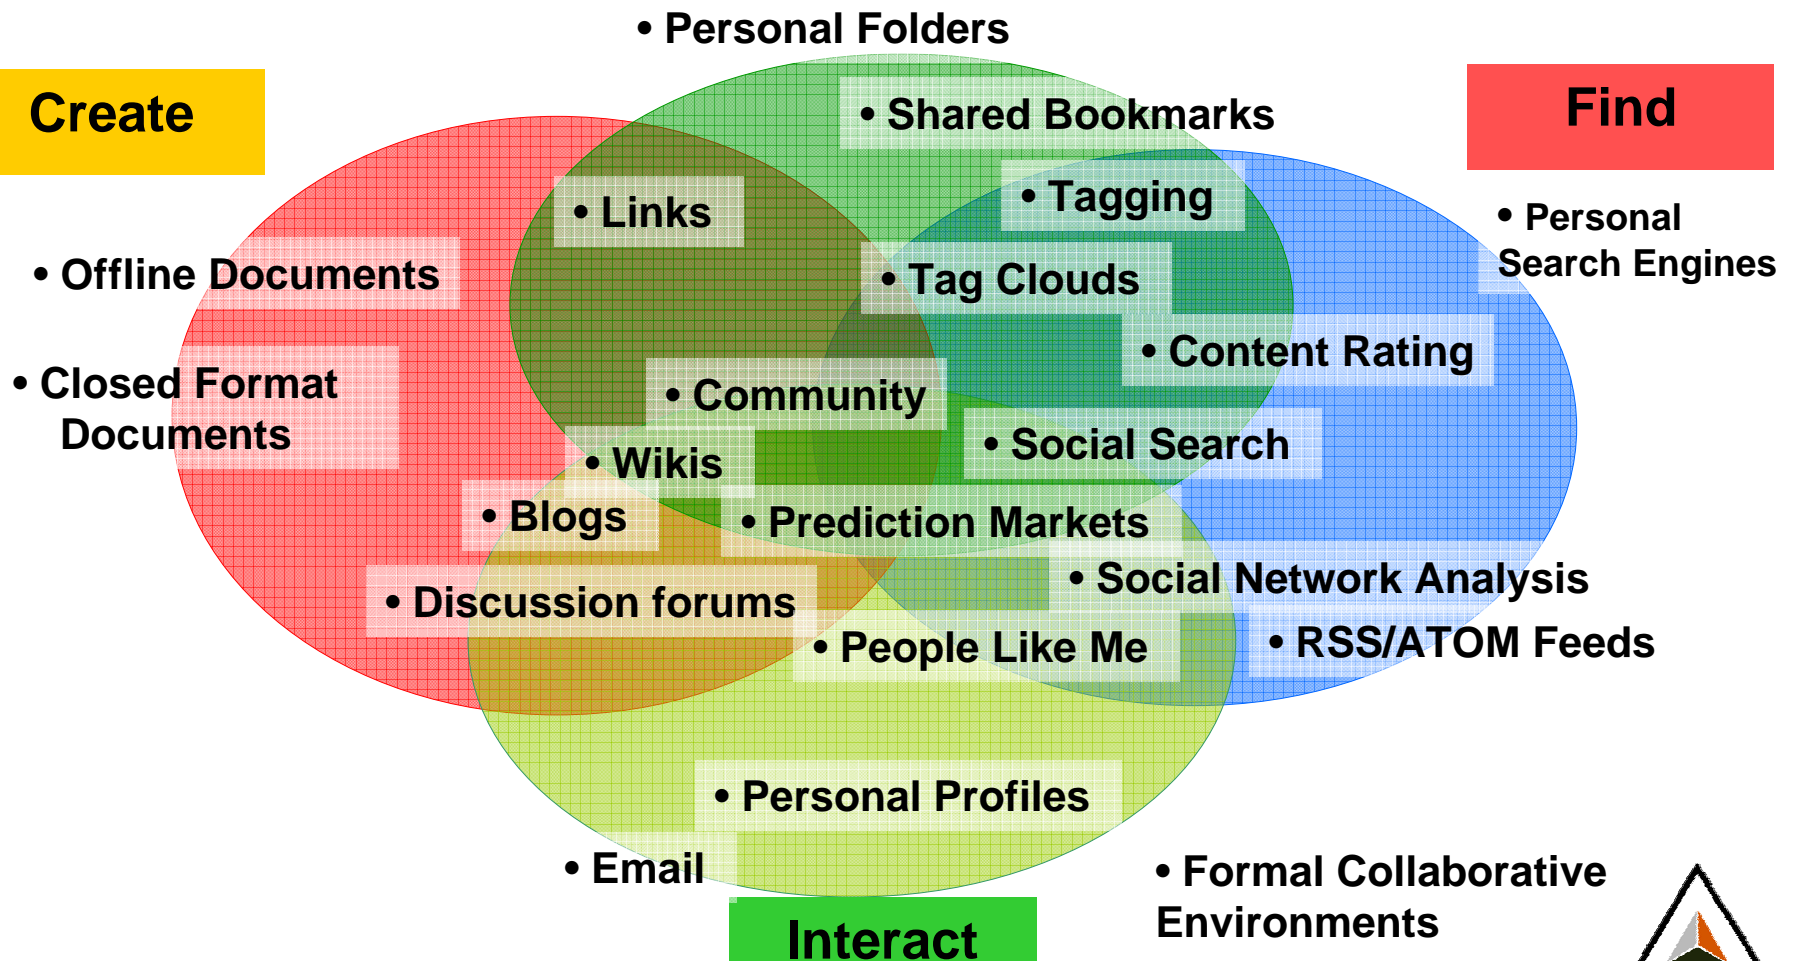 • Personal Folders
Create
Find
• Shared Bookmarks
• Tagging
• Links
• Personal
Search Engines
• Offline Documents
• Tag Clouds
• Content Rating
• Closed Format
Documents
• Community
• Social Search
• Wikis
• Blogs
• Prediction Markets
• Social Network Analysis
• Discussion forums
• People Like Me
• RSS/ATOM Feeds
• Personal Profiles
• Email
• Formal Collaborative
Environments
Interact